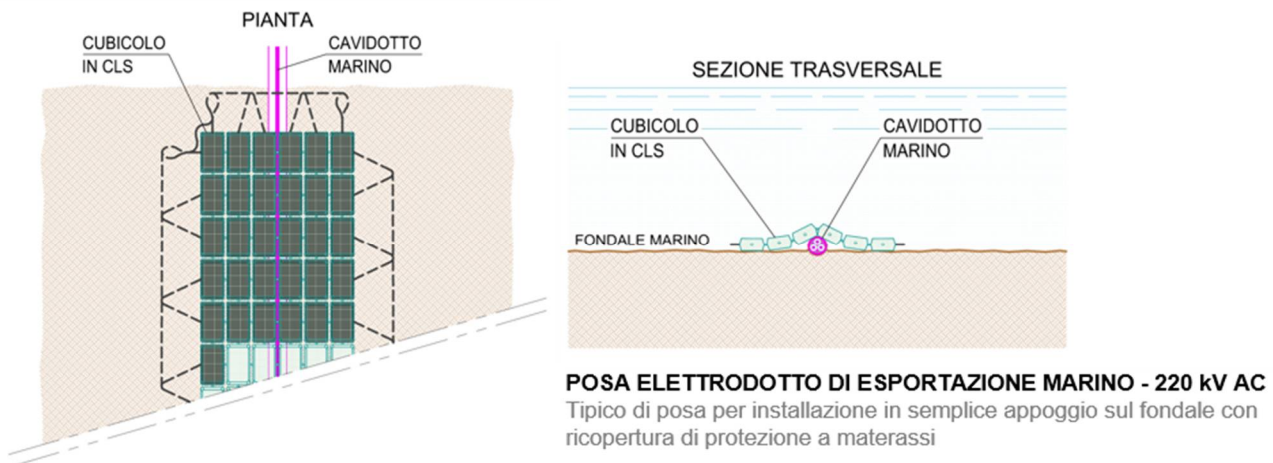 PIANTA
CUBICOLO
IN CLS
CAVIDOTTO
MARINO
SEZIONE TRASVERSALE
CUBICOLO
IN CLS
CAVIDOTTO
MARINO
FONDALE MARINO
POSA ELETTRODOTTO DI ESPORTAZIONE MARINO - 220 kV AC
Tipico di posa per installazione in semplice appoggio sul fondale con
ricopertura di protezione a materassi